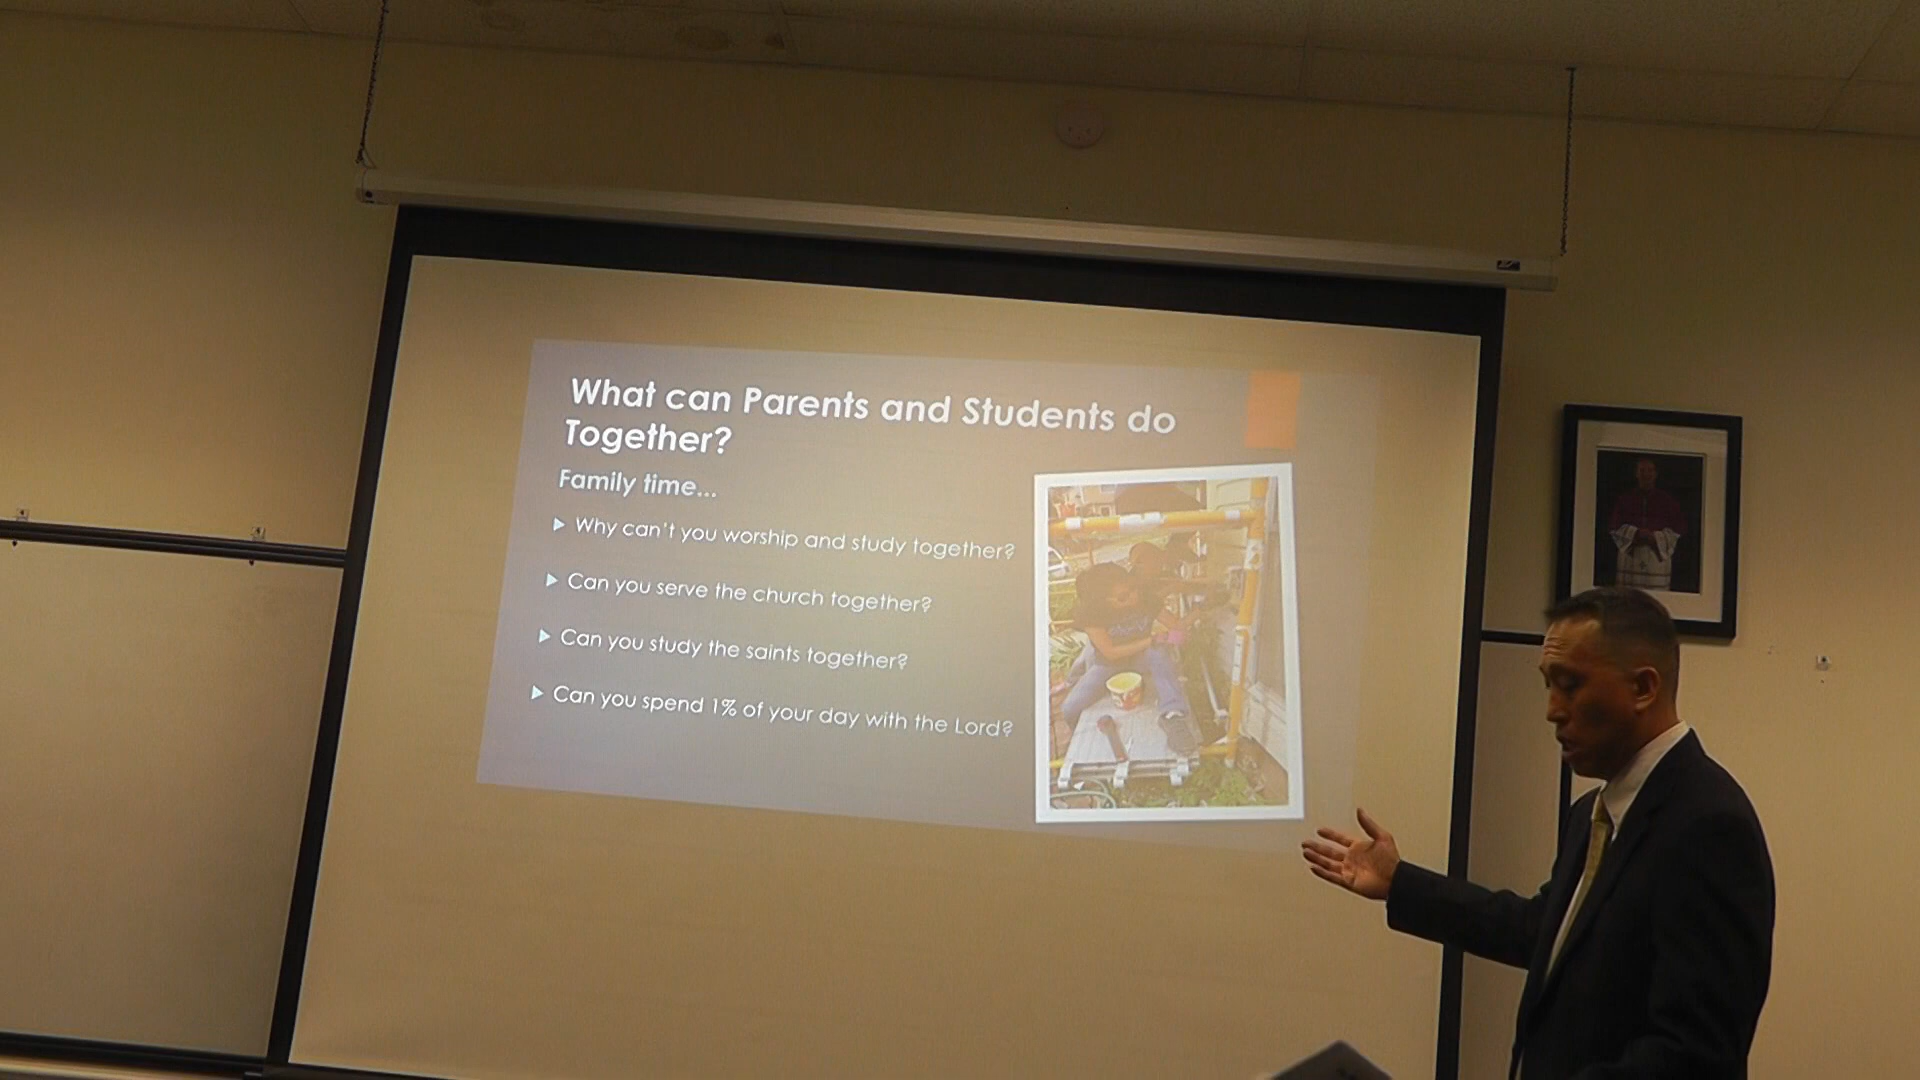 What can Parents and Students do
Together?
Family time...
Why can't you worship and study together?
Can you serve the church together?
Can you study the saints together?
Can you spend 1% of your day with the Lord?